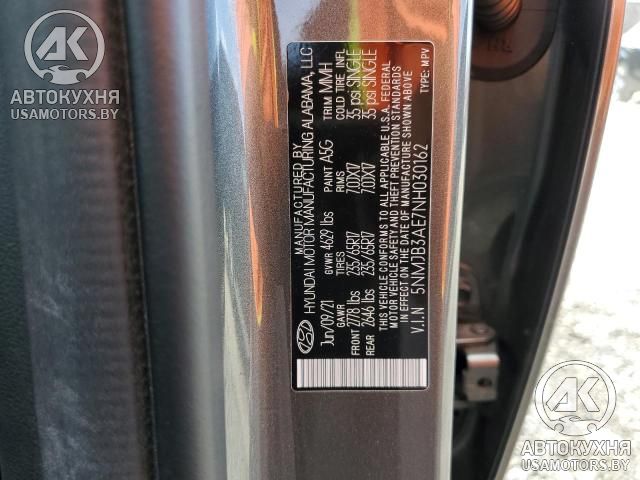 АК
АВТОКУХНЯ
USAMOTORS.BY
MANUFACTURED BY
HYUNDAI MOTOR MANUFACTURING ALABAMA, LLC
Jun/09/21 GVWR 4629 lbs PAINT A5G TRIM MMH
GAWR TIRES RIMS COLD TIRE INFL
FRONT 2778 lbs 235/65R17 7.0JX17 35 psi SINGLE
REAR 2646 lbs 235/65R17 7.0JX17 35 psi SINGLE
THIS VEHICLE CONFORMS TO ALL APPLICABLE U.S.A. FEDERAL
MOTOR VEHICLE SAFETY AND THEFT PREVENTION STANDARDS
IN EFFECT ON THE DATE OF MANUFACTURE SHOWN ABOVE
V.I.N 5NMJB3AE7NH030162 TYPE: MPV
АК
АВТОКУХНЯ
USAMOTORS.BY